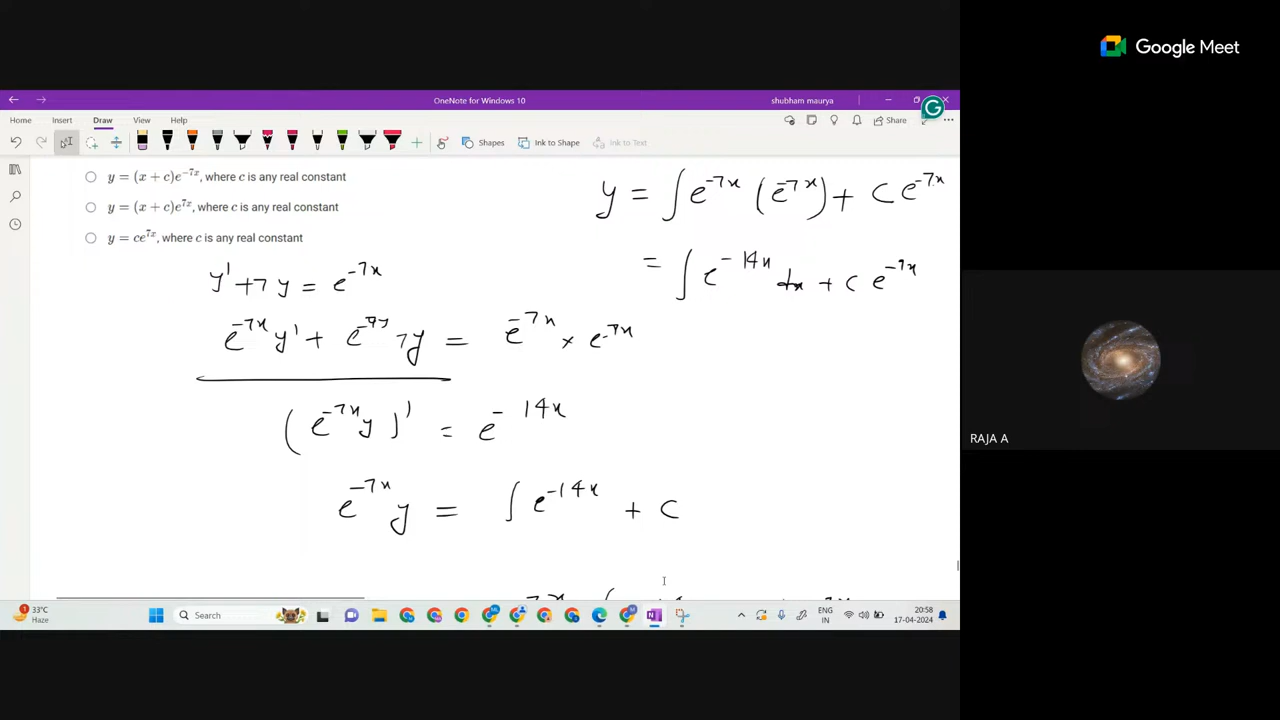 Google Meet
OneNote for Windows 10
shubham maurya
Home Insert Draw View Help
Share
Shapes Ink to Shape Ink to Text
y = (x + c)e^{-7x}, where c is any real constant
y = (x + c)e^{7x}, where c is any real constant
y = ce^{7x}, where c is any real constant
y = ∫ e^{-7x} (e^{-7x}) + C e^{-7x}
= ∫ e^{-14x} dx + C e^{-7x}
y' + 7y = e^{-7x}
e^{-7x} y' + e^{-7y} 7y = e^{-7x} × e^{-7x}
(e^{-7x} y)' = e^{-14x}
e^{-7x} y = ∫ e^{-14x} + C
RAJA A
1
33°C
Haze
Search
ENG
IN
20:58
17-04-2024